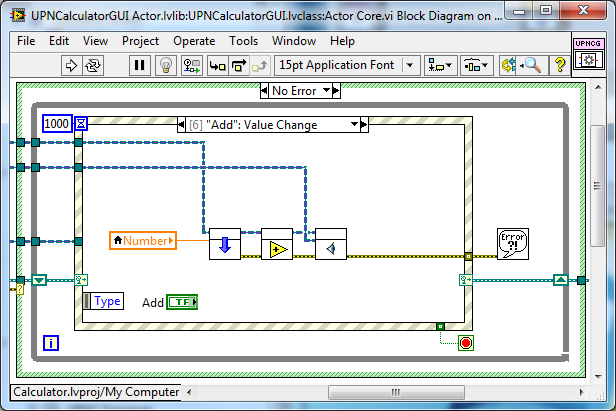 UPNCalculatorGUI Actor.lvlib:UPNCalculatorGUI.lvclass:Actor Core.vi Block Diagram on ...
File Edit View Project Operate Tools Window Help
15pt Application Font
?
UPNCG
No Error
1000
[6] "Add": Value Change
Number
Error
?!
?
Type
Add
TF
i
Calculator.lvproj/My Computer